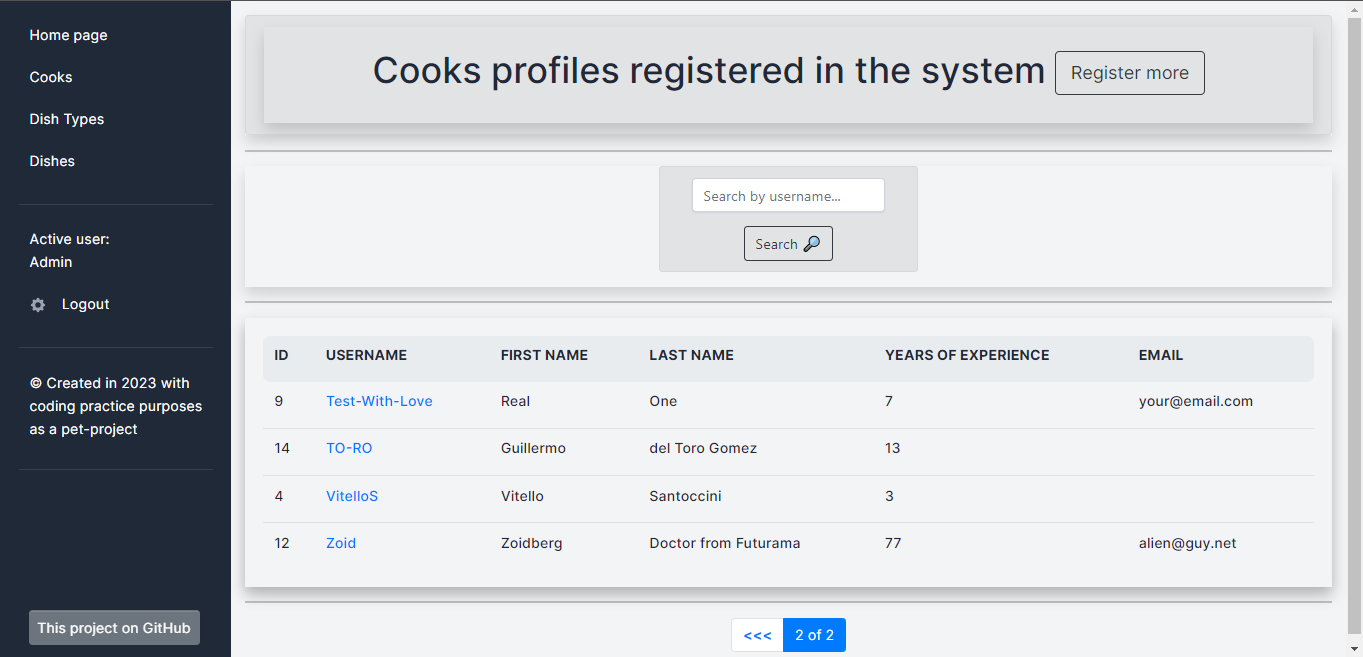 Home page
Cooks
Dish Types
Dishes
Active user:
Admin
Logout
© Created in 2023 with
coding practice purposes
as a pet-project
This project on GitHub
Cooks profiles registered in the system Register more
Search by username...
Search
ID USERNAME FIRST NAME LAST NAME YEARS OF EXPERIENCE EMAIL
9 Test-With-Love Real One 7 your@email.com
14 TO-RO Guillermo del Toro Gomez 13
4 VitelloS Vitello Santoccini 3
12 Zoid Zoidberg Doctor from Futurama 77 alien@guy.net
<<< 2 of 2